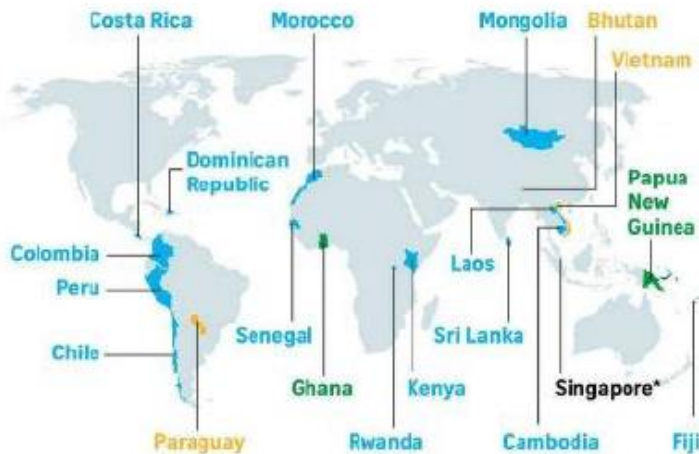 Costa Rica
Morocco
Mongolia
Bhutan
Vietnam
Dominican
Republic
Papua
New
Guinea
Colombia
Laos
Peru
Senegal
Sri Lanka
Chile
Ghana
Kenya
Singapore*
Paraguay
Rwanda
Cambodia
Fiji